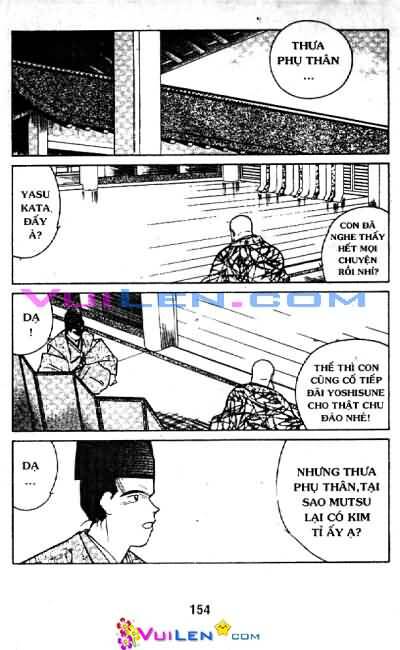 THƯA
PHỤ THÂN
...
YASU
KATA,
ĐẤY
À?
CON ĐÃ
NGHE THẤY
HẾT MỌI
CHUYỆN
RỒI NHỈ?
VuiLen.com
DẠ
!
THẾ THÌ CON
CŨNG CỐ TIẾP
ĐÃI YOSHISUNE
CHO THẬT CHU
ĐÁO NHÉ!
DẠ
...
NHƯNG THƯA
PHỤ THÂN,TẠI
SAO MUTSU
LẠI CÓ KIM
TỈ ẤY Ạ?
154
VuiLen.com